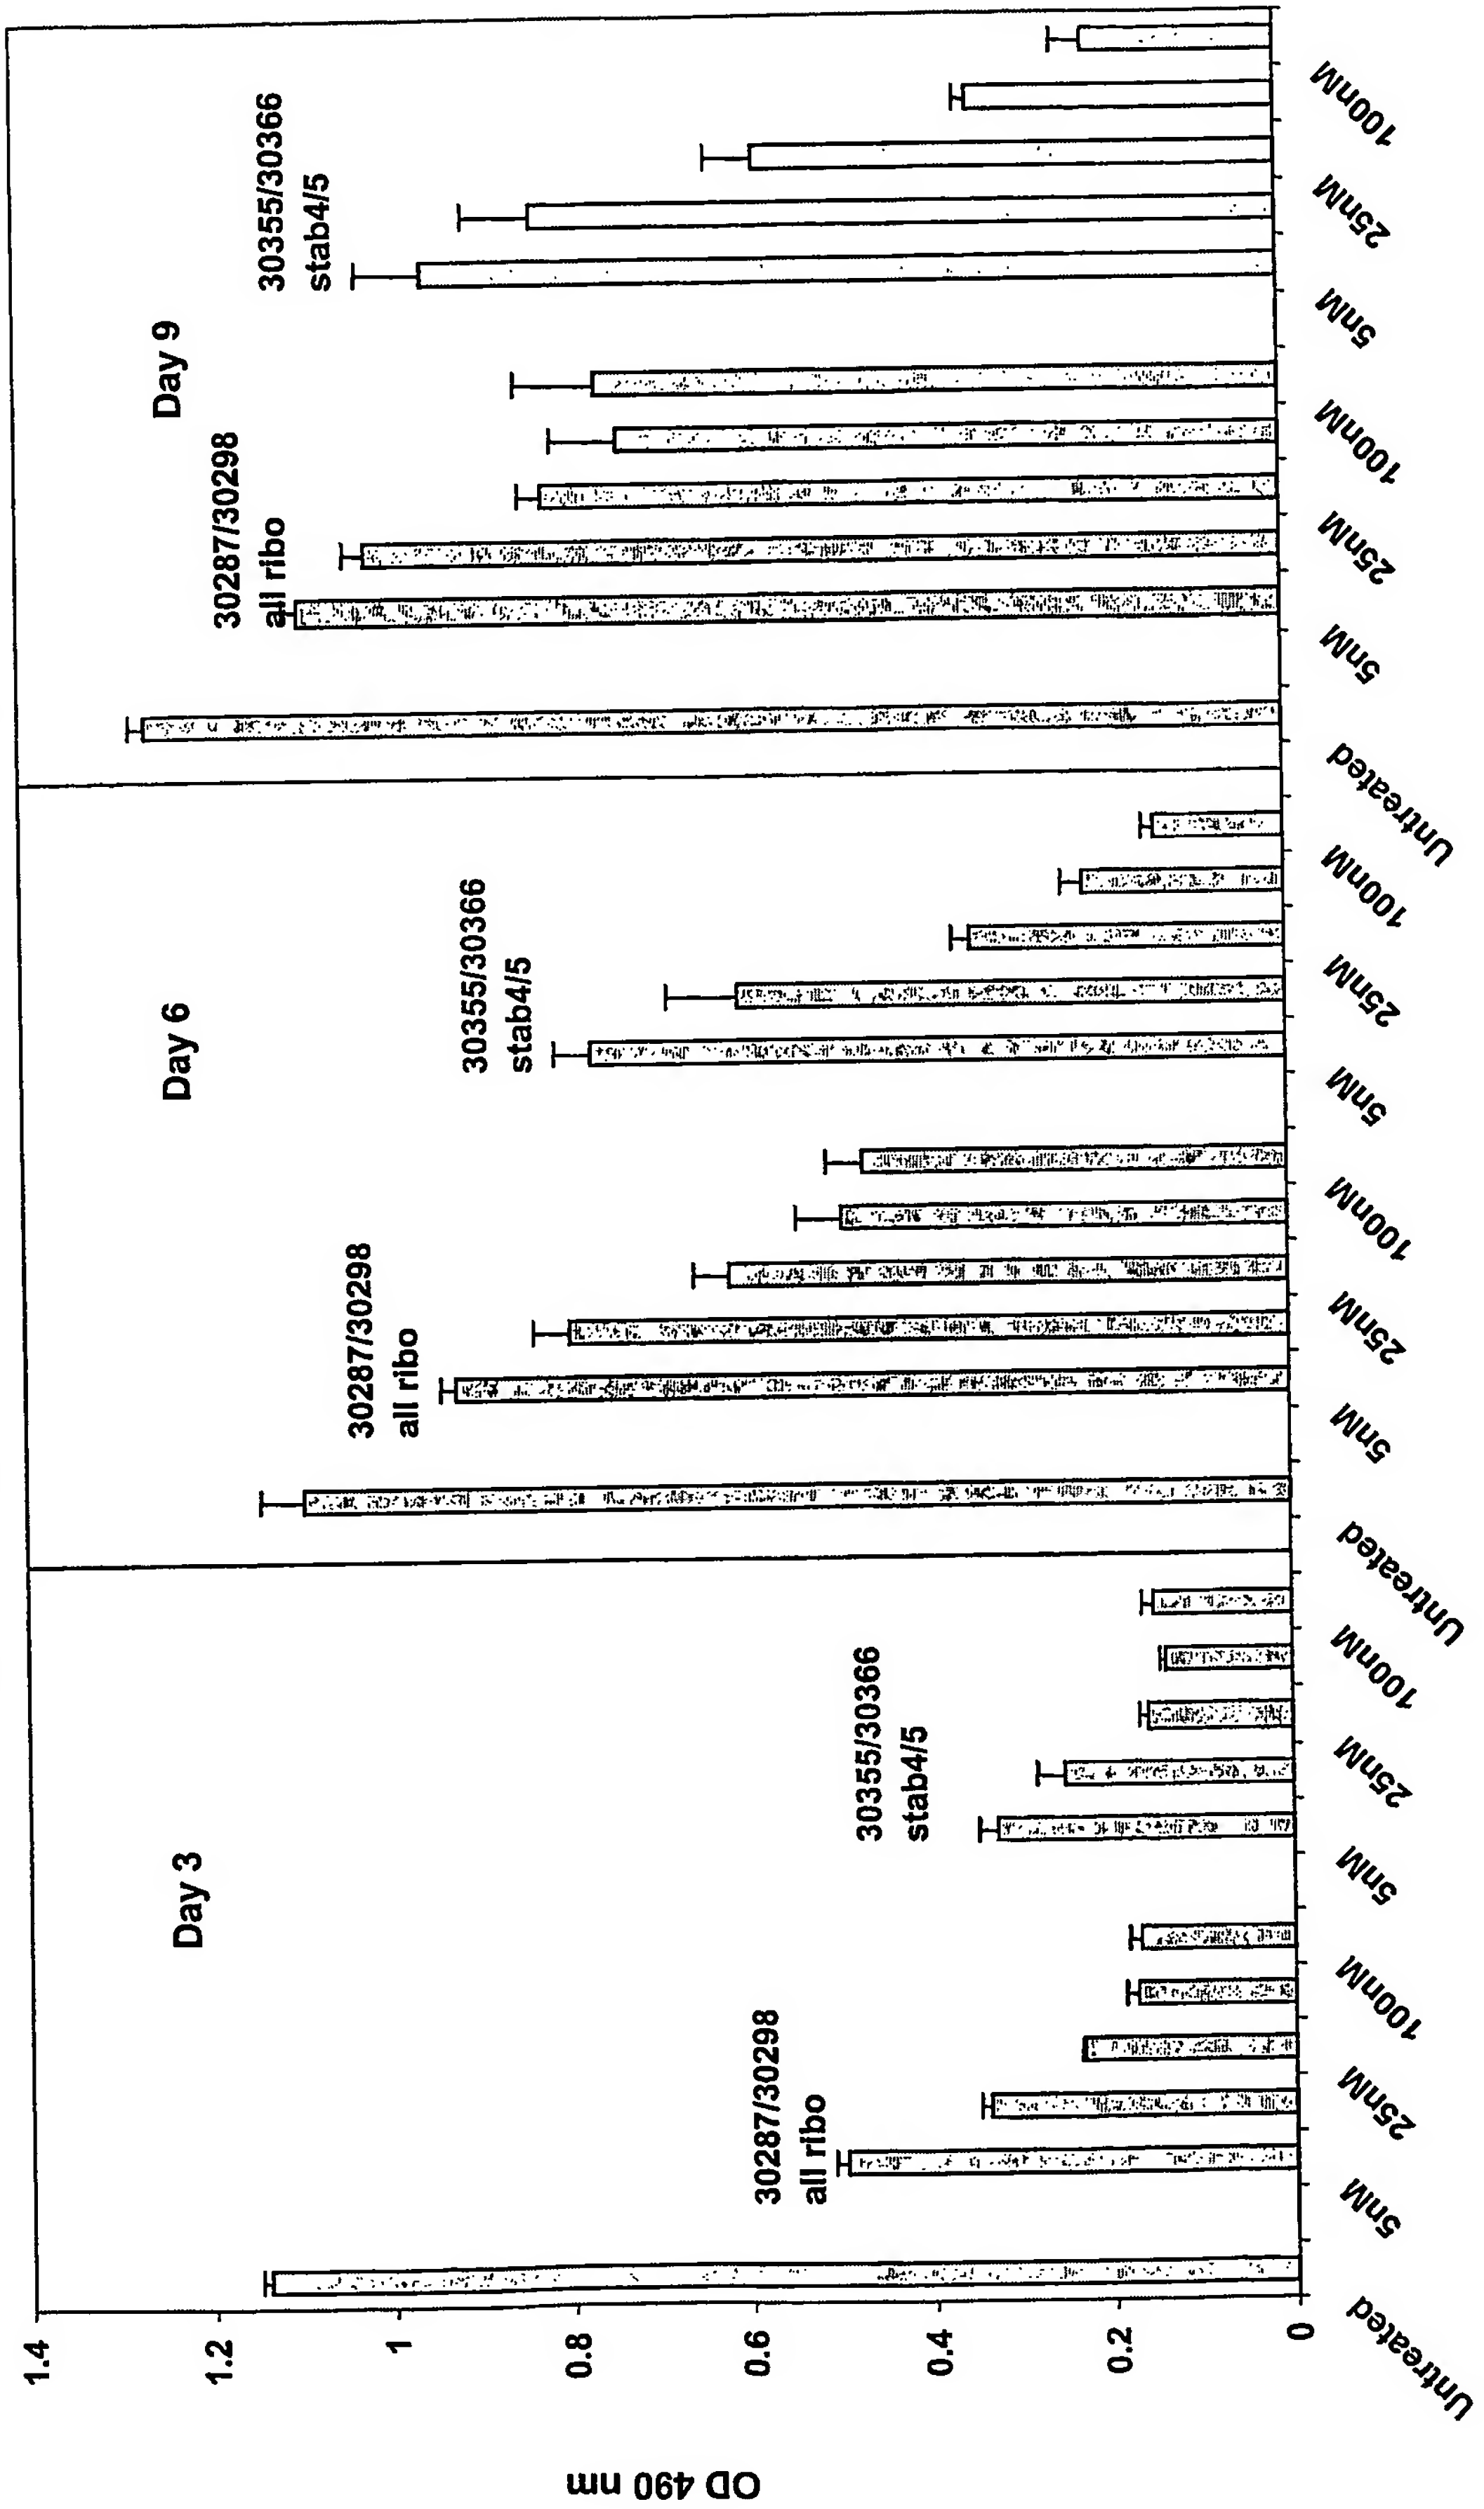 OD 490 nm
1.4
1.2
1
0.8
0.6
0.4
0.2
0
Day 3
30287/30298
all ribo
30355/30366
stab4/5
Day 6
30287/30298
all ribo
30355/30366
stab4/5
Day 9
30287/30298
all ribo
30355/30366
stab4/5
Untreated
5nM
25nM
100nM
5nM
25nM
100nM
Untreated
5nM
25nM
100nM
5nM
25nM
100nM
Untreated
5nM
25nM
100nM
5nM
25nM
100nM